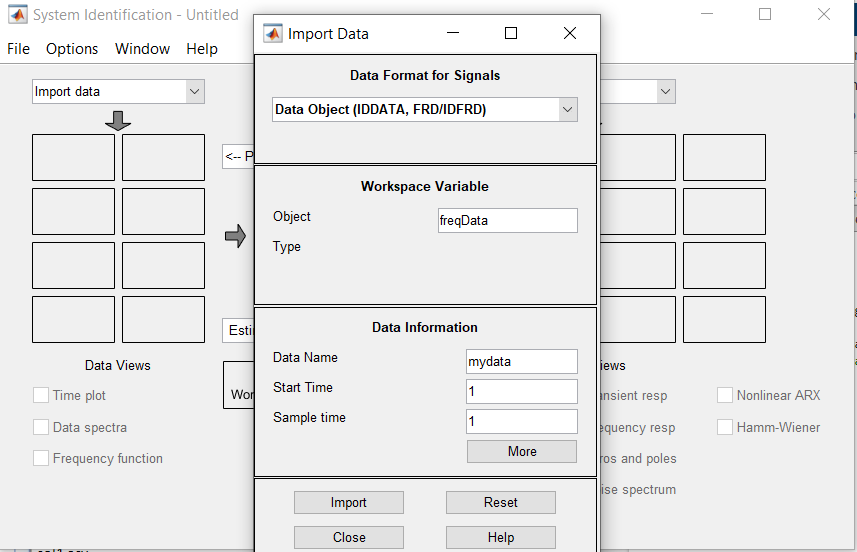 System Identification - Untitled
File Options Window Help
Import data
<-- P
Esti
Wor
Data Views
Time plot
Data spectra
Frequency function
Import Data
Data Format for Signals
Data Object (IDDATA, FRD/IDFRD)
Workspace Variable
Object
freqData
Type
Data Information
Data Name
mydata
Start Time
1
Sample time
1
More
Import
Reset
Close
Help
iews
ansient resp
Nonlinear ARX
equency resp
Hamm-Wiener
ros and poles
ise spectrum